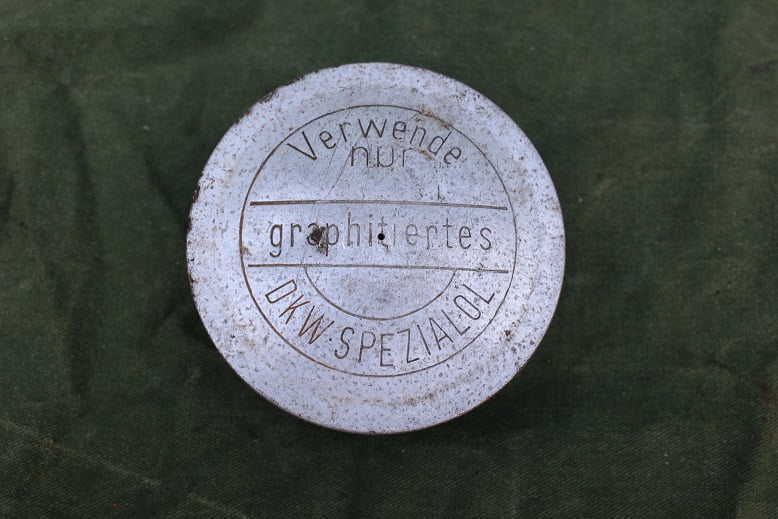 Verwende
nur
graphitiertes
DKW·SPEZIALÖL